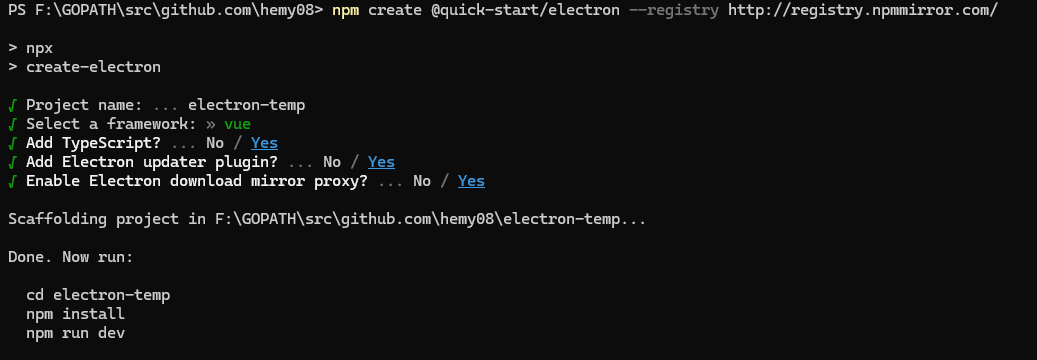 PS F:\GOPATH\src\github.com\hemy08> npm create @quick-start/electron --registry http://registry.npmmirror.com/
> npx
> create-electron
√ Project name: ... electron-temp
√ Select a framework: » vue
√ Add TypeScript? ... No / Yes
√ Add Electron updater plugin? ... No / Yes
√ Enable Electron download mirror proxy? ... No / Yes
Scaffolding project in F:\GOPATH\src\github.com\hemy08\electron-temp...
Done. Now run:
cd electron-temp
npm install
npm run dev